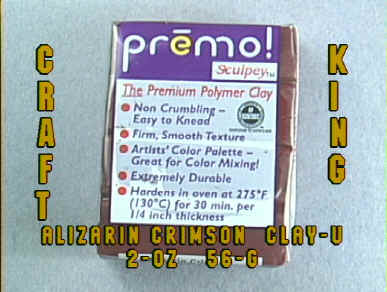 CRAFT
KING
prēmo!
Sculpey™
The Premium Polymer Clay
Non Crumbling –
Easy to Knead
Firm, Smooth Texture
Artists' Color Palette –
Great for Color Mixing!
Extremely Durable
Hardens in oven at 275°F
(130°C) for 30 min. per
1/4 inch thickness
ALIZARIN CRIMSON CLAY-U
2-OZ 56-G